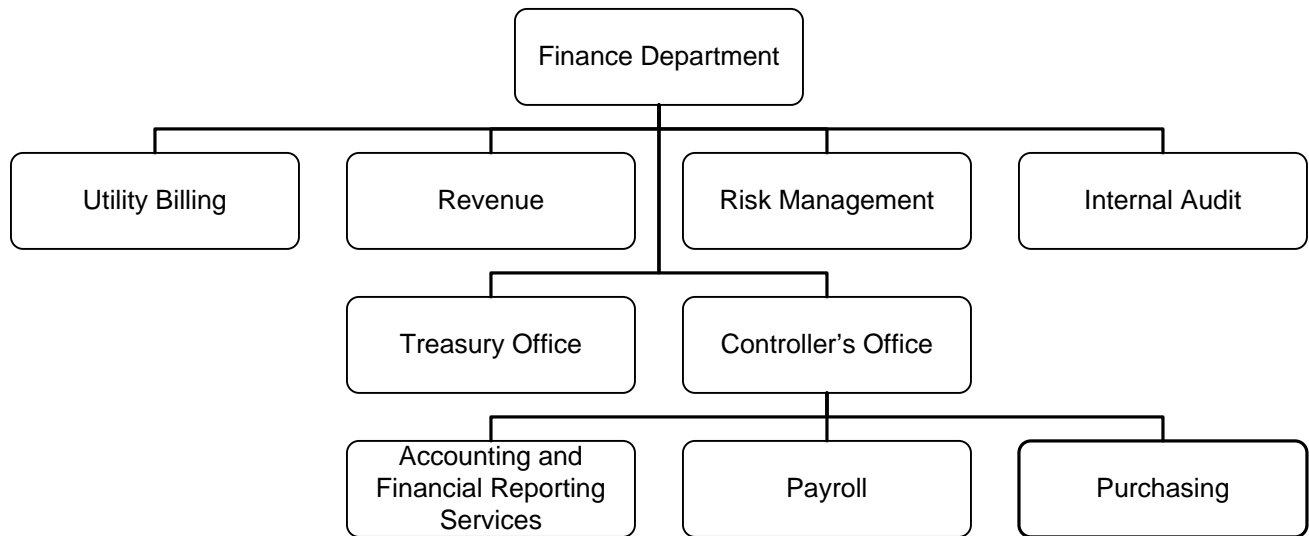 Finance Department
Utility Billing
Revenue
Risk Management
Internal Audit
Treasury Office
Controller’s Office
Accounting and
Financial Reporting
Services
Payroll
Purchasing